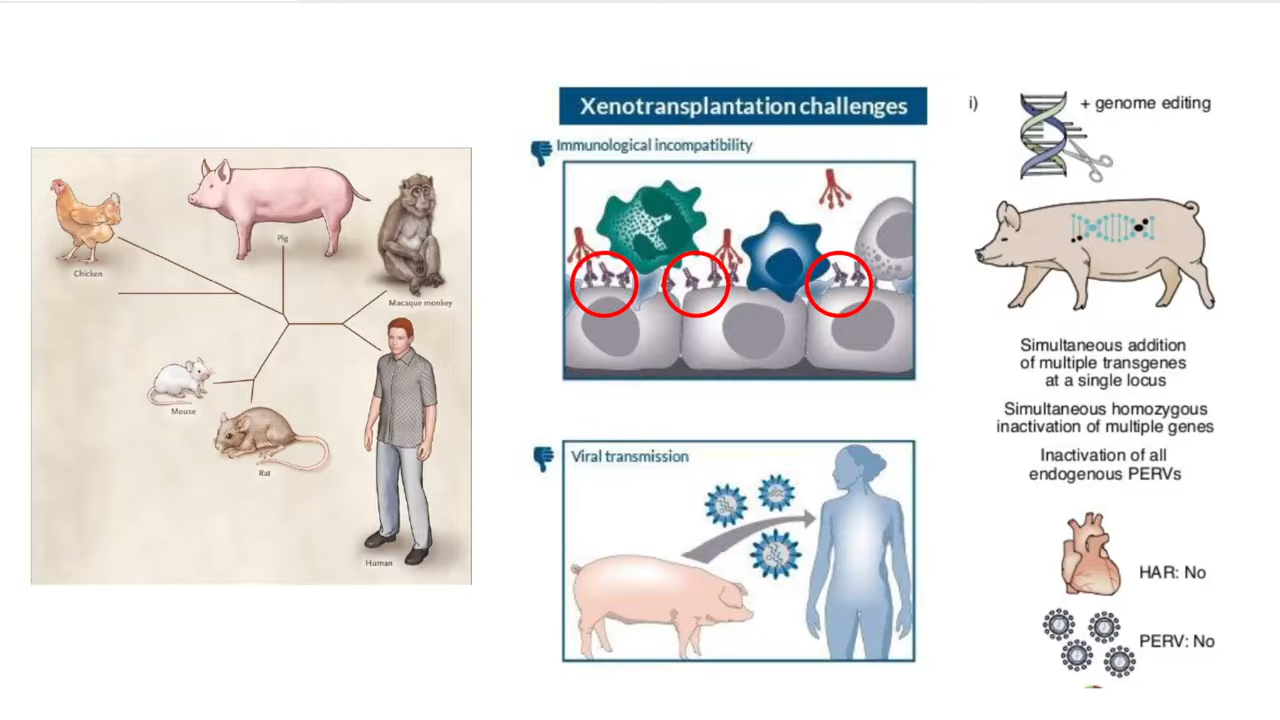 Chicken
Pig
Macaque monkey
Mouse
Rat
Human
Xenotransplantation challenges
Immunological incompatibility
Viral transmission
i)
+ genome editing
Simultaneous addition
of multiple transgenes
at a single locus
Simultaneous homozygous
inactivation of multiple genes
Inactivation of all
endogenous PERVs
HAR: No
PERV: No